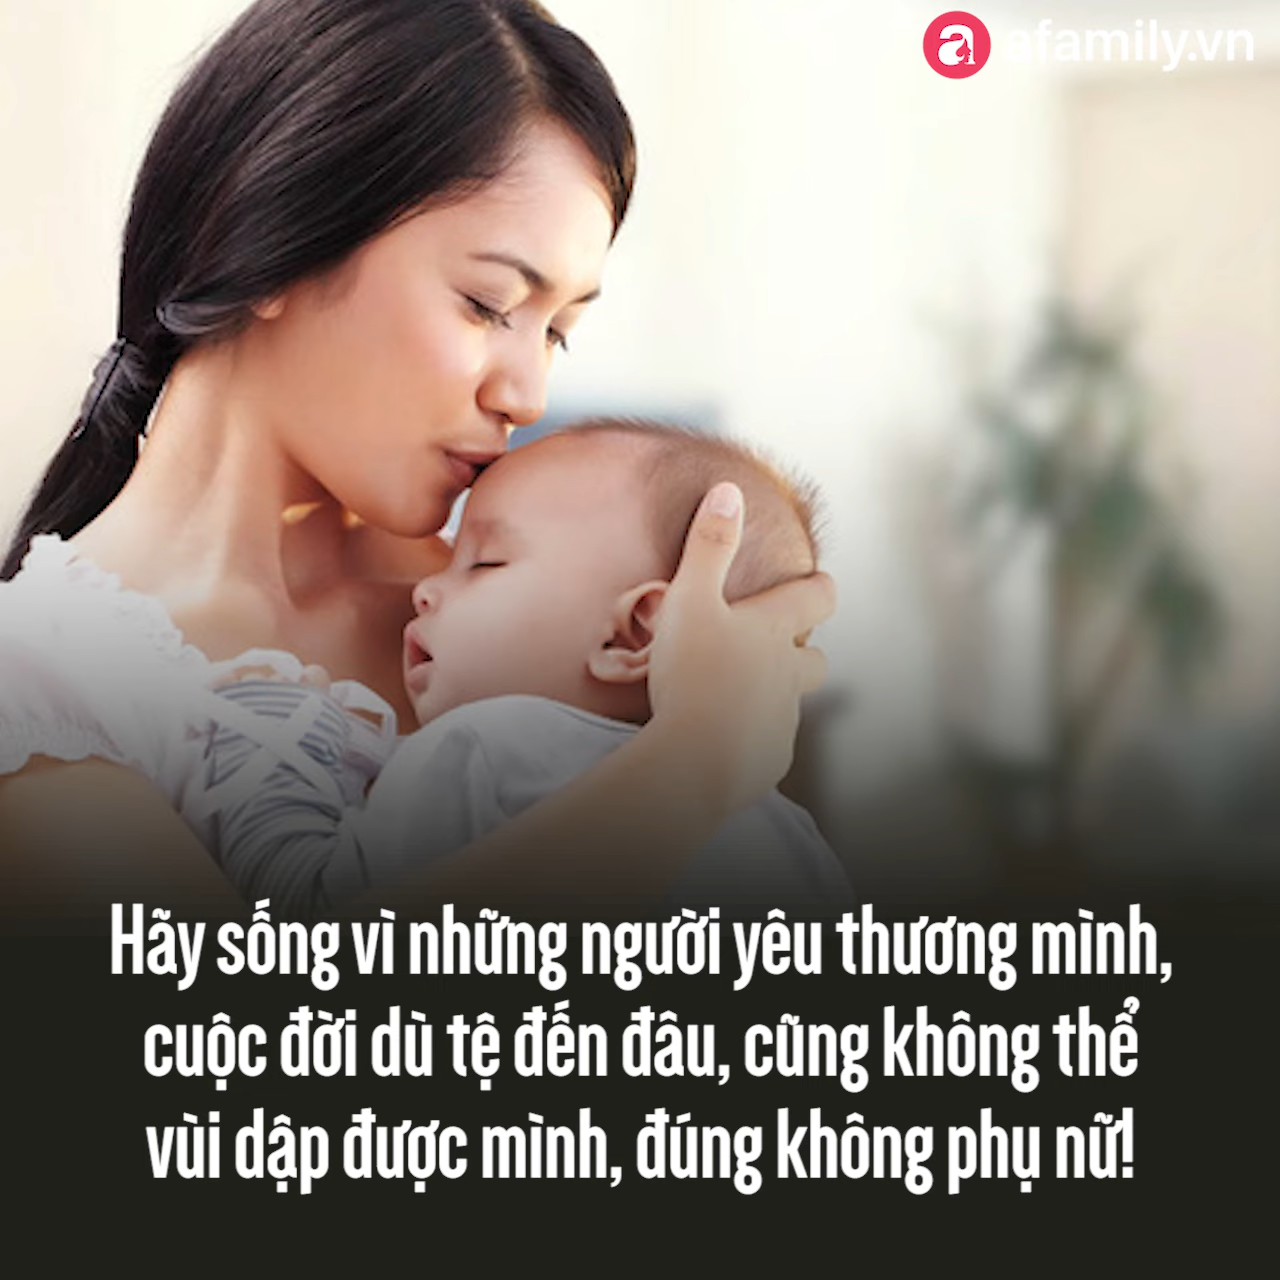 afamily.vn
Hãy sống vì những người yêu thương mình,
cuộc đời dù tệ đến đâu, cũng không thể
vùi dập được mình, đúng không phụ nữ!